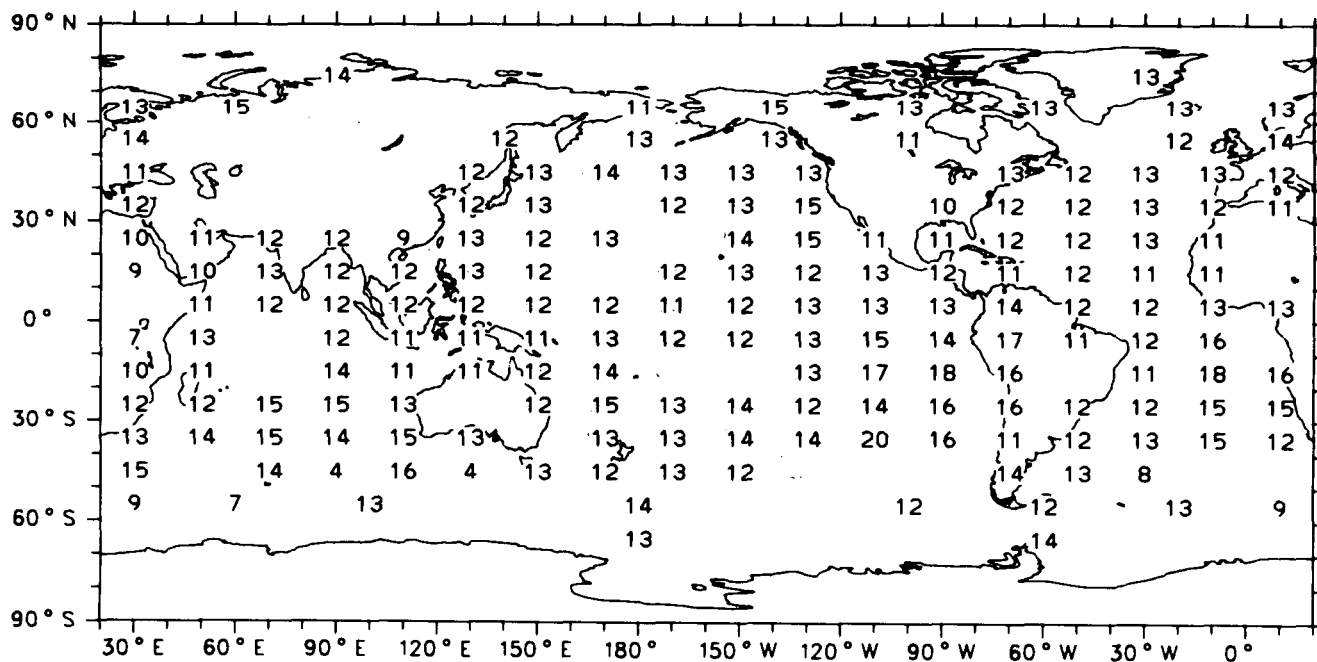 90° N
14 13
13 15 11 15 13 13 13 13
60° N
14 12 13 13 11 12 14
11 12 13 14 13 13 13 13 12 13 13 12
12 12 13 12 13 15 10 12 12 13 12 11
30° N
10 11 12 12 9 13 12 13 14 15 11 11 12 12 13 11
9 10 13 12 12 13 12 12 13 12 13 12 11 12 11 11
11 12 12 12 12 12 12 11 12 13 13 13 14 12 12 13 13
0°
7 13 12 11 11 11 13 12 12 13 15 14 17 11 12 16
10 11 14 11 11 12 14 13 17 18 16 11 18 16
12 12 15 15 13 12 15 13 14 12 14 16 16 12 12 15 15
30° S
13 14 15 14 15 13 13 13 14 14 20 16 11 12 13 15 12
15 14 4 16 4 13 12 13 12 14 13 8
9 7 13 14 12 12 13 9
60° S
13 14
90° S
30° E 60° E 90° E 120° E 150° E 180° 150° W 120° W 90° W 60° W 30° W 0°